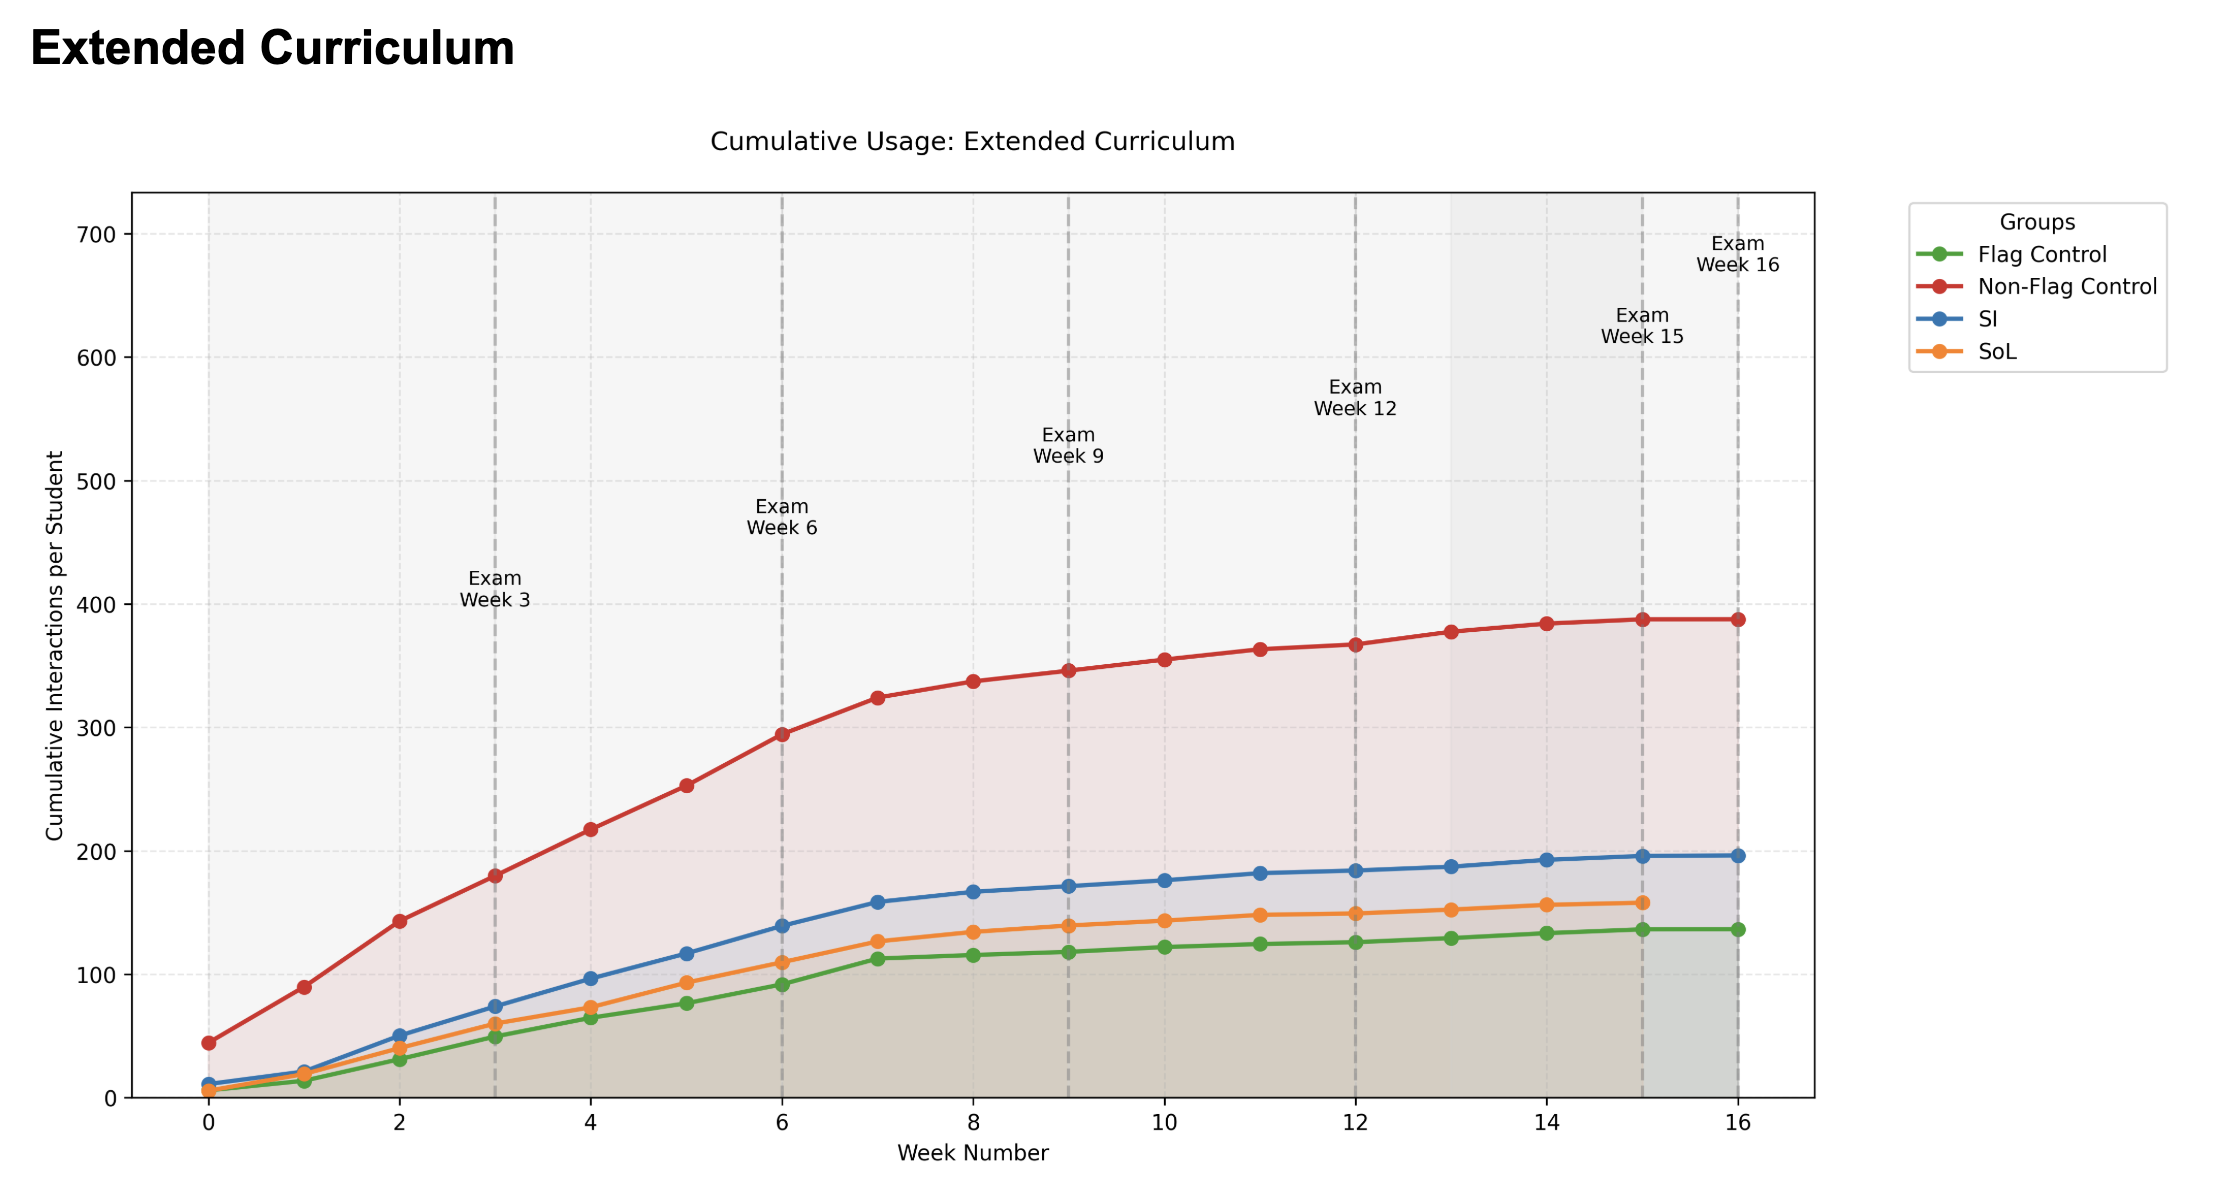 Extended Curriculum
Cumulative Usage: Extended Curriculum
Cumulative Interactions per Student
700
600
500
400
300
200
100
0
Exam
Week 3
Exam
Week 6
Exam
Week 9
Exam
Week 12
Exam
Week 15
Exam
Week 16
0 2 4 6 8 10 12 14 16
Week Number
Groups
Flag Control
Non-Flag Control
SI
SoL